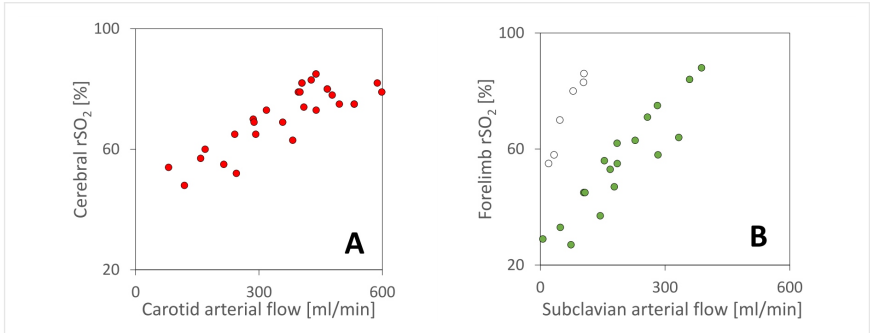 100
60
20
0
300
600
Cerebral rSO₂ [%]
Carotid arterial flow [ml/min]
A
100
60
20
0
300
600
Forelimb rSO₂ [%]
Subclavian arterial flow [ml/min]
B